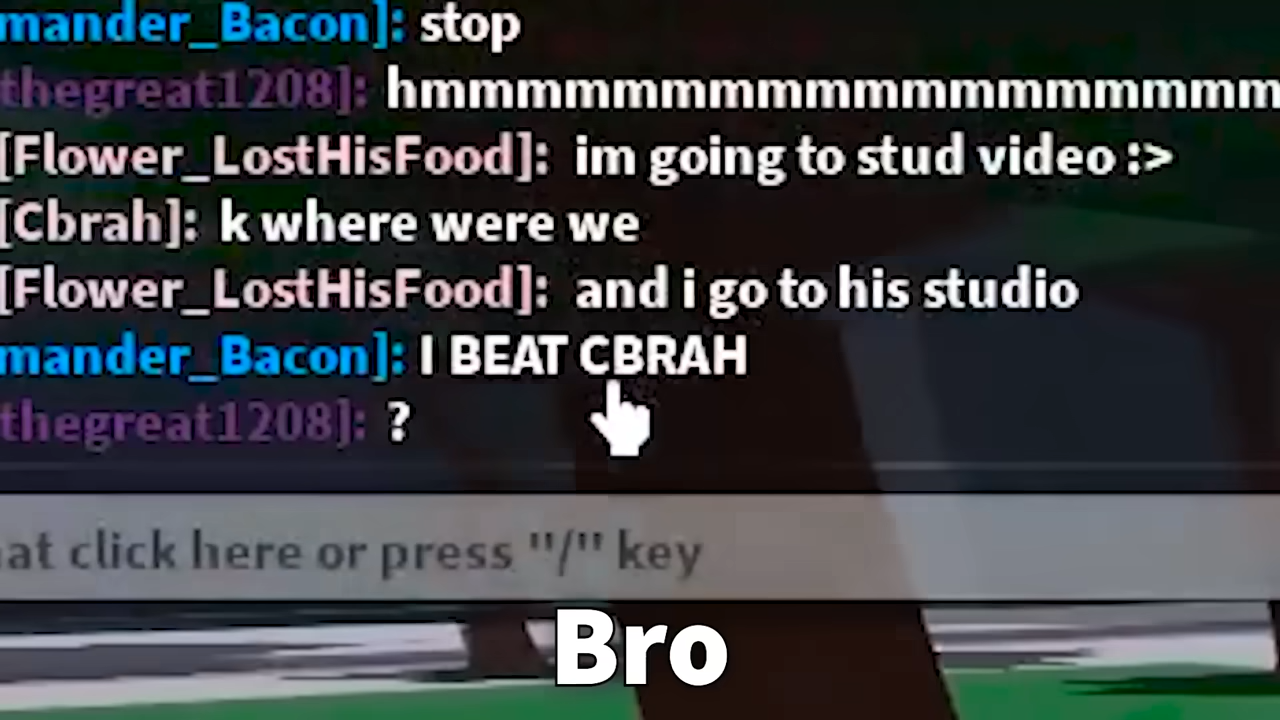 mander_Bacon]: stop
thegreat1208]: hmmmmmmmmmmmmmmmmmmm
[Flower_LostHisFood]: im going to stud video :>
[Cbrah]: k where were we
[Flower_LostHisFood]: and i go to his studio
mander_Bacon]: I BEAT CBRAH
thegreat1208]: ?
at click here or press "/" key
Bro